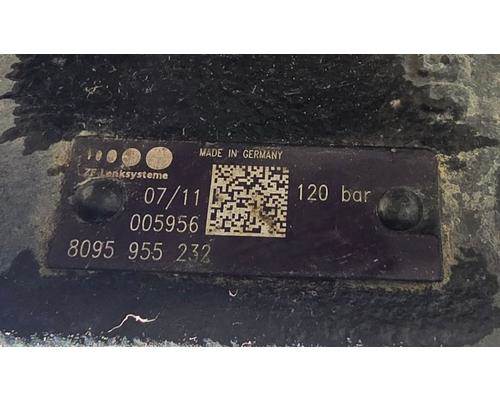 ZF Lenksysteme
MADE IN GERMANY
07/11
120 bar
005956
8095 955 232